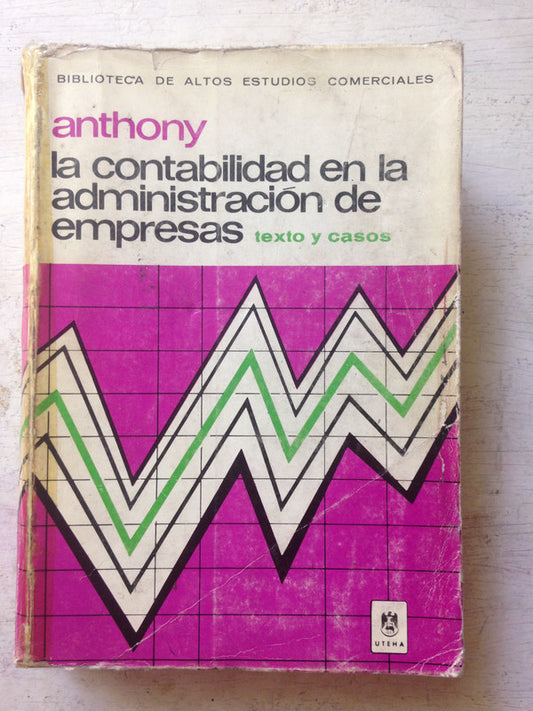 BIBLIOTECA DE ALTOS ESTUDIOS COMERCIALES
anthony
la contabilidad en la
administración de
empresas texto y casos
UTEHA